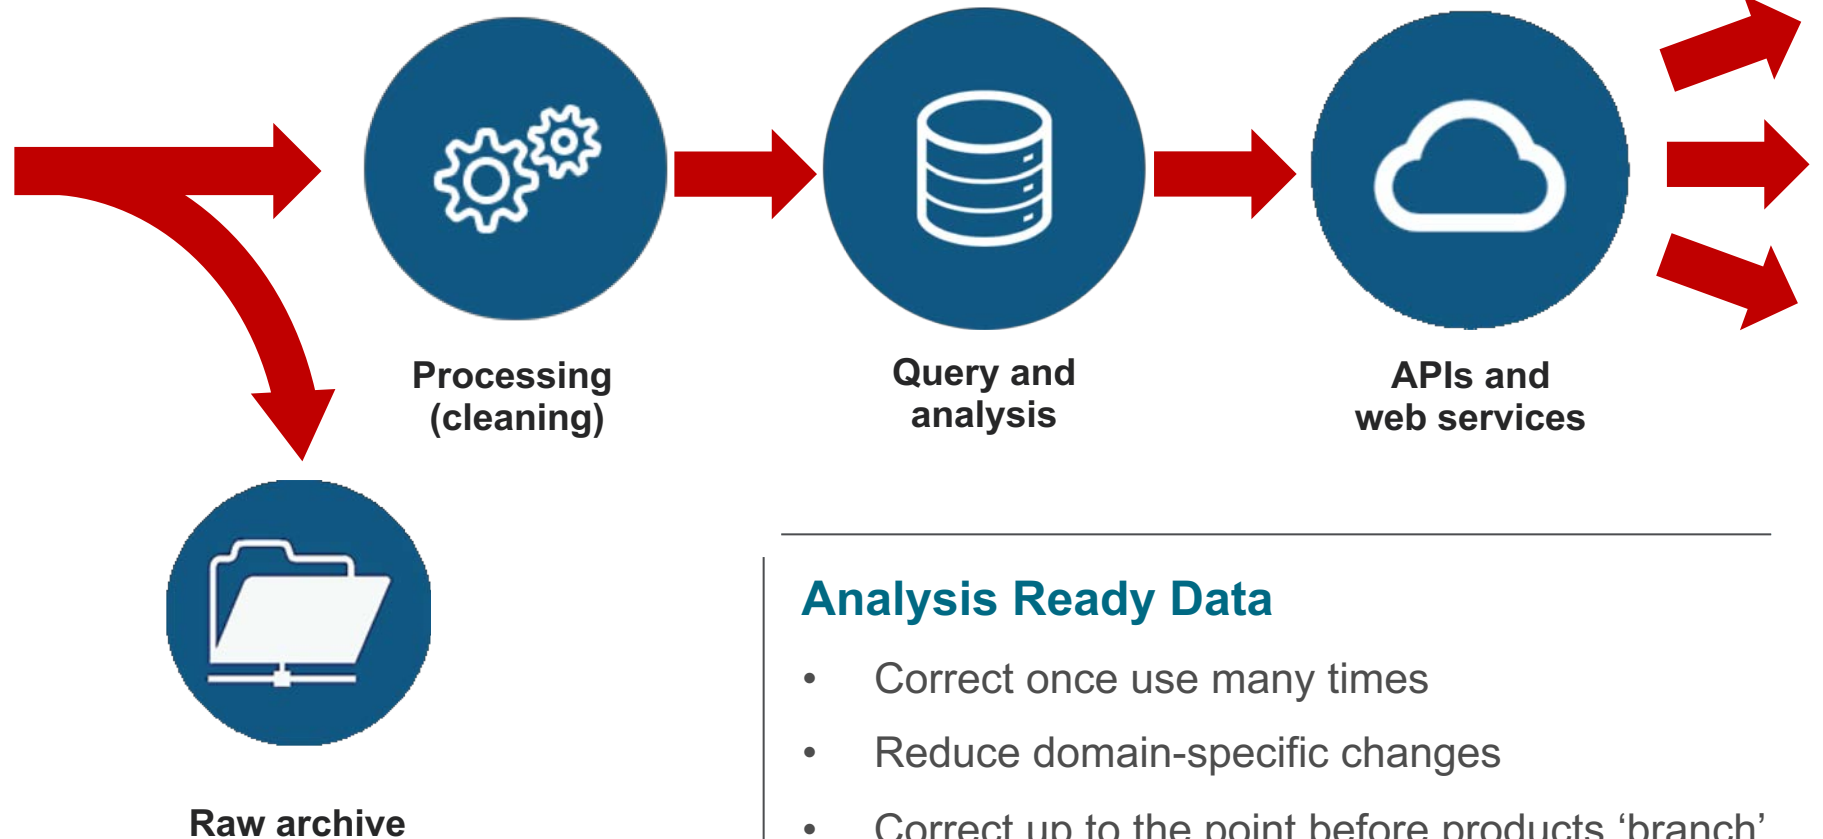 Processing
(cleaning)
Query and
analysis
APIs and
web services
Raw archive
Analysis Ready Data
• Correct once use many times
• Reduce domain-specific changes
• Correct up to the point before products ‘branch’